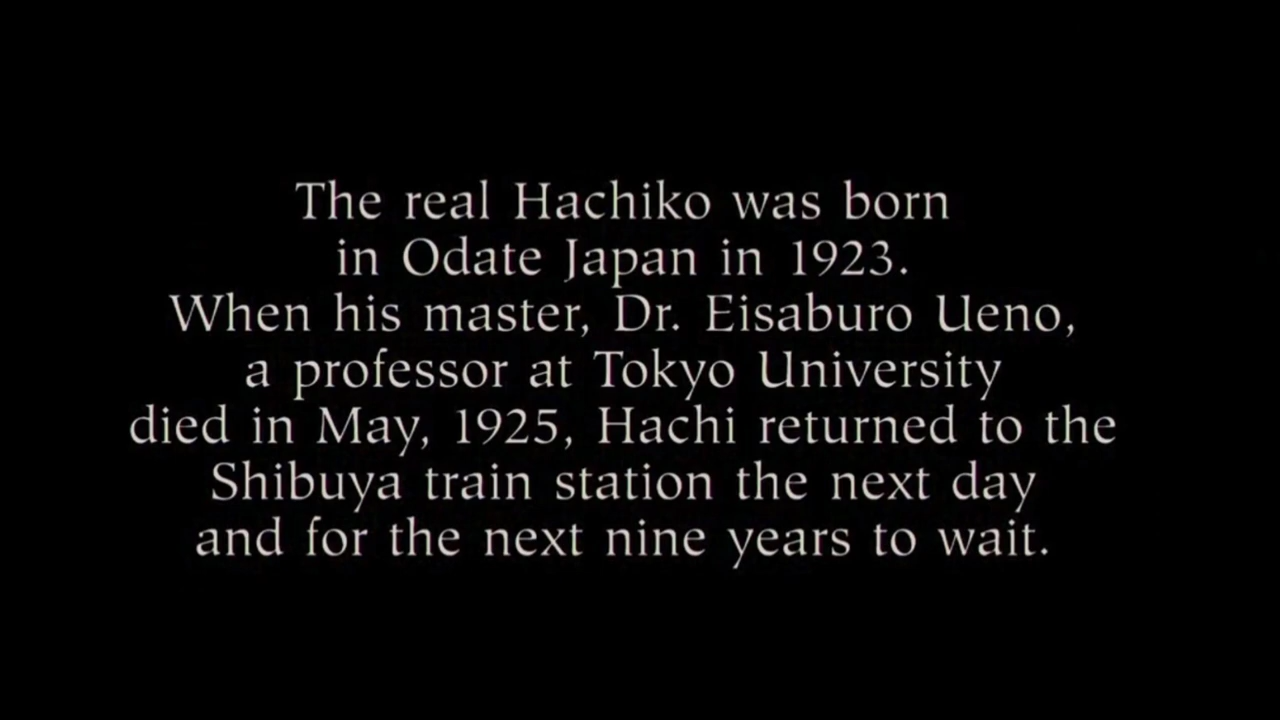 The real Hachiko was born
in Odate Japan in 1923.
When his master, Dr. Eisaburo Ueno,
a professor at Tokyo University
died in May, 1925, Hachi returned to the
Shibuya train station the next day
and for the next nine years to wait.